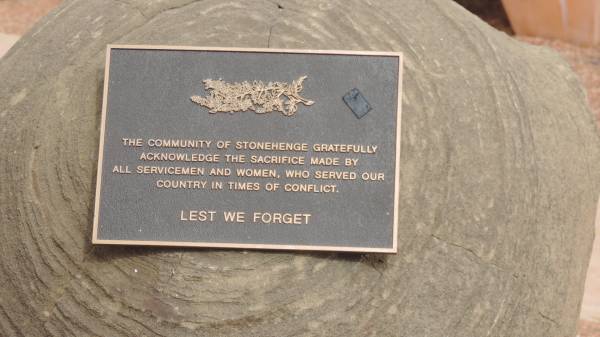 THE COMMUNITY OF STONEHENGE GRATEFULLY
ACKNOWLEDGE THE SACRIFICE MADE BY
ALL SERVICEMEN AND WOMEN, WHO SERVED OUR
COUNTRY IN TIMES OF CONFLICT.
LEST WE FORGET